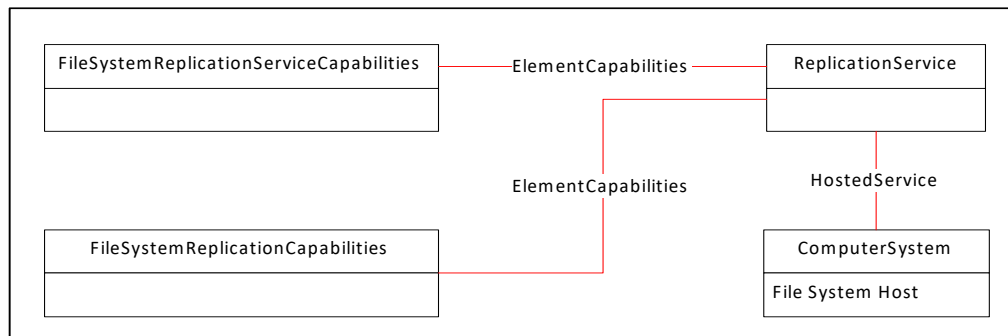 FileSystemReplicationServiceCapabilities
ElementCapabilities
ReplicationService
ElementCapabilities
HostedService
FileSystemReplicationCapabilities
ComputerSystem
File System Host